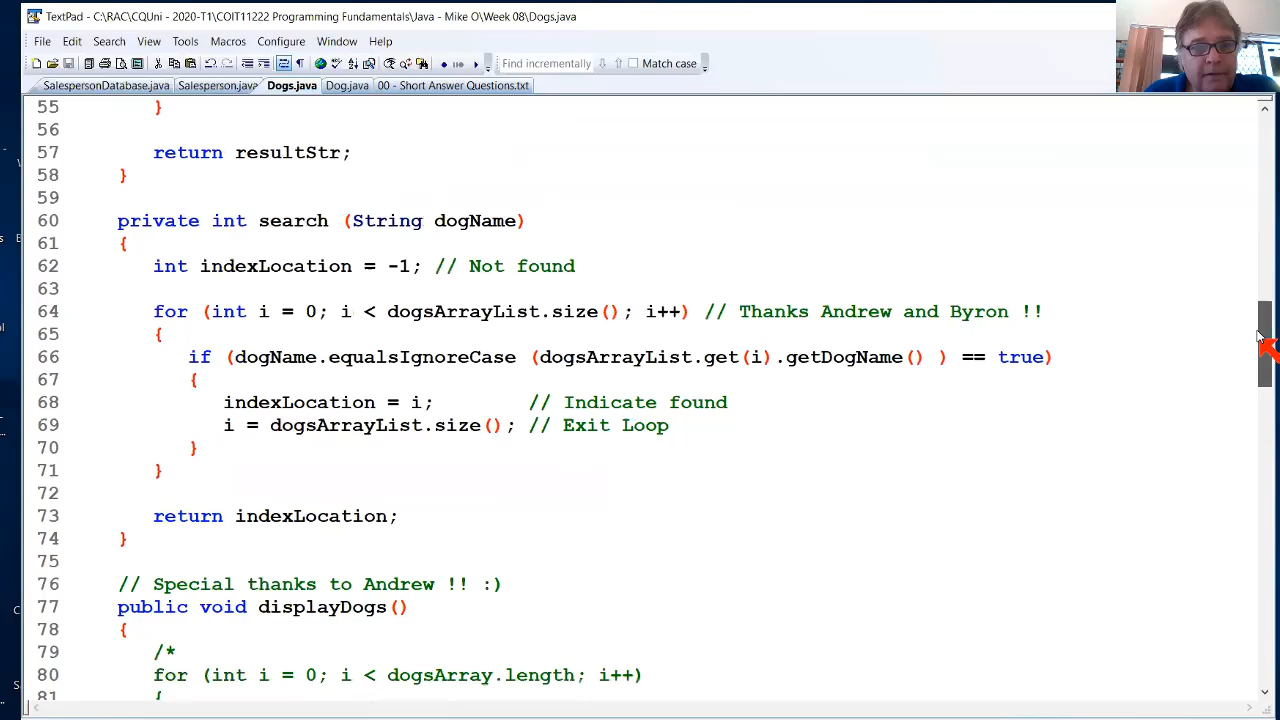 TextPad - C:\RAC\CQUni - 2020-T1\COIT11222 Programming Fundamentals\Java - Mike O\Week 08\Dogs.java
File Edit Search View Tools Macros Configure Window Help
Find incrementally Match case
SalespersonDatabase.java Salesperson.java Dogs.java Dog.java 00 - Short Answer Questions.txt
55 }
56
57 return resultStr;
58 }
59
60 private int search (String dogName)
61 {
62 int indexLocation = -1; // Not found
63
64 for (int i = 0; i < dogsArrayList.size(); i++) // Thanks Andrew and Byron !!
65 {
66 if (dogName.equalsIgnoreCase (dogsArrayList.get(i).getDogName() ) == true)
67 {
68 indexLocation = i; // Indicate found
69 i = dogsArrayList.size(); // Exit Loop
70 }
71 }
72
73 return indexLocation;
74 }
75
76 // Special thanks to Andrew !! :)
77 public void displayDogs()
78 {
79 /*
80 for (int i = 0; i < dogsArray.length; i++)
81 {